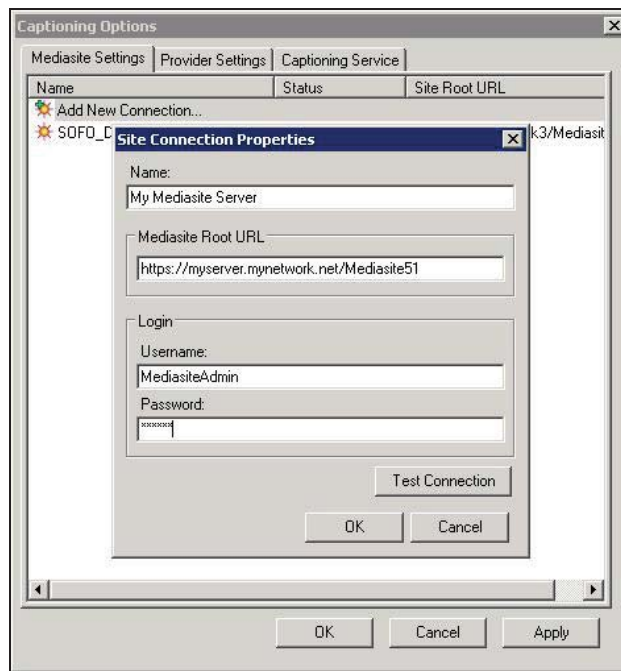 Captioning Options
Mediasite Settings Provider Settings Captioning Service
Name Status Site Root URL
Add New Connection...
SOFO_D k3/Mediasit
Site Connection Properties
Name:
My Mediasite Server
Mediasite Root URL
https://myserver.mynetwork.net/Mediasite51
Login
Username:
MediasiteAdmin
Password:
******
Test Connection
OK Cancel
OK Cancel Apply